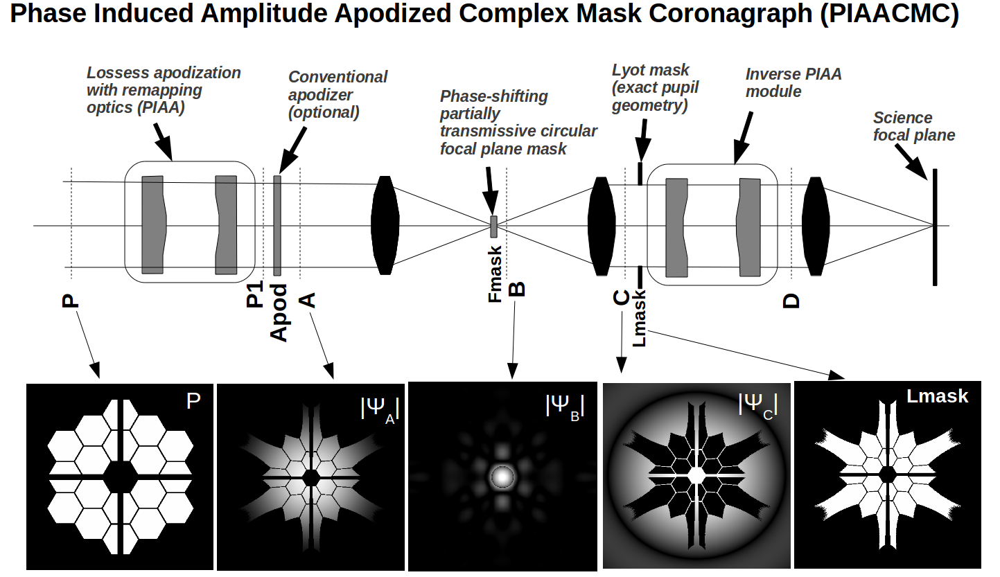 Phase Induced Amplitude Apodized Complex Mask Coronagraph (PIAACMC)
Lossess apodization
with remapping
optics (PIAA)
Conventional
apodizer
(optional)
Phase-shifting
partially
transmissive circular
focal plane mask
Lyot mask
(exact pupil
geometry)
Inverse PIAA
module
Science
focal plane
P
P1
Apod
A
Fmask
B
C
Lmask
D
P
|Ψ_A|
|Ψ_B|
|Ψ_C|
Lmask